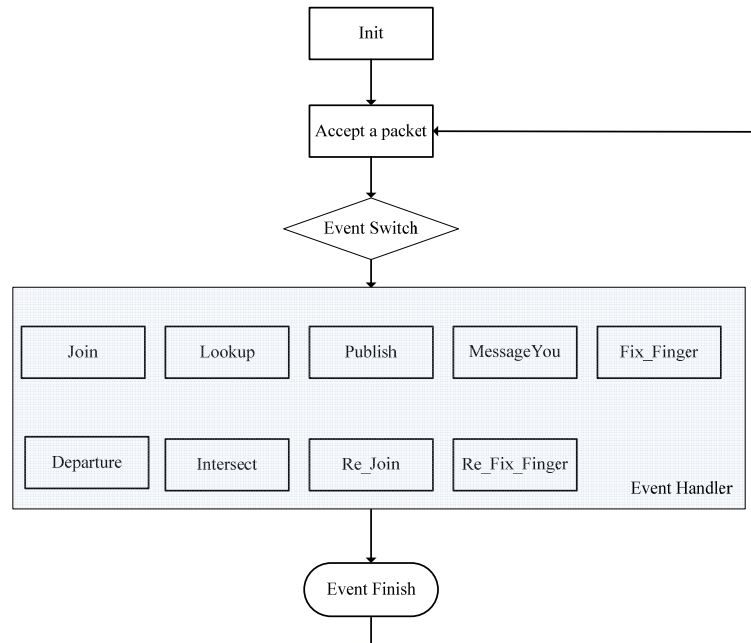 Init
Accept a packet
Event Switch
Join
Lookup
Publish
MessageYou
Fix_Finger
Departure
Intersect
Re_Join
Re_Fix_Finger
Event Handler
Event Finish